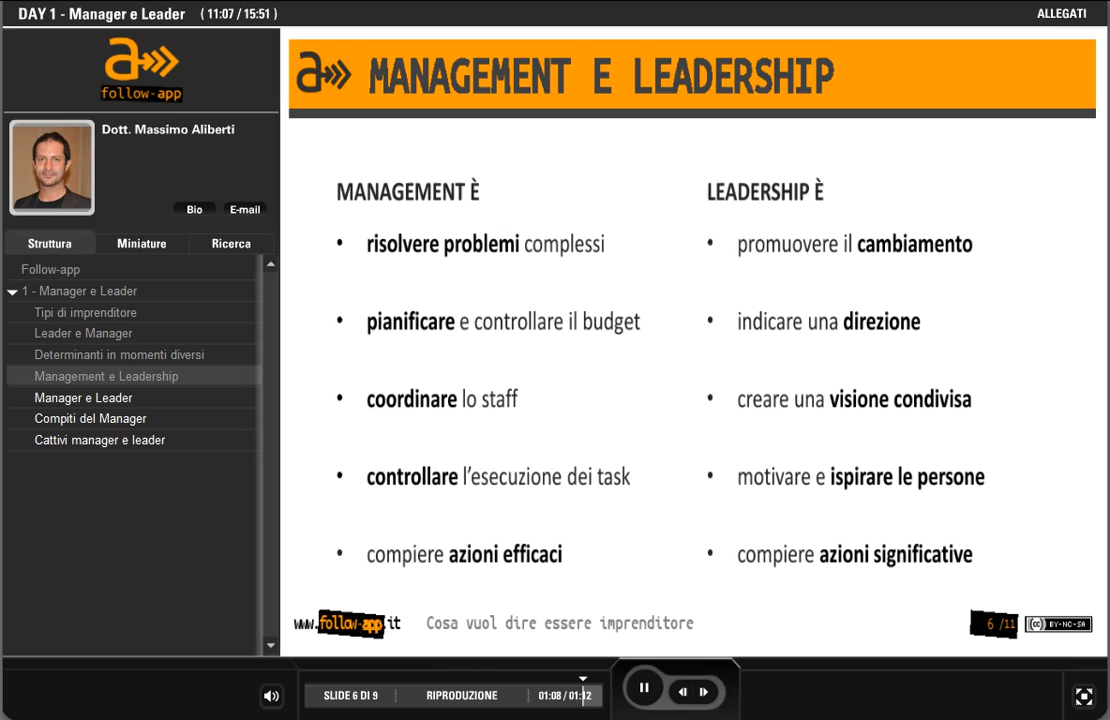 DAY 1 - Manager e Leader ( 11:07 / 15:51 )
ALLEGATI
a
follow-app
Dott. Massimo Aliberti
Bio E-mail
Struttura Miniature Ricerca
Follow-app
1 - Manager e Leader
Tipi di imprenditore
Leader e Manager
Determinanti in momenti diversi
Management e Leadership
Manager e Leader
Compiti del Manager
Cattivi manager e leader
a MANAGEMENT E LEADERSHIP
MANAGEMENT È
• risolvere problemi complessi
• pianificare e controllare il budget
• coordinare lo staff
• controllare l'esecuzione dei task
• compiere azioni efficaci
LEADERSHIP È
• promuovere il cambiamento
• indicare una direzione
• creare una visione condivisa
• motivare e ispirare le persone
• compiere azioni significative
www.follow-app.it Cosa vuol dire essere imprenditore
6 /11
cc BY-NC-SA
SLIDE 6 DI 9 RIPRODUZIONE 01:08 / 01:12